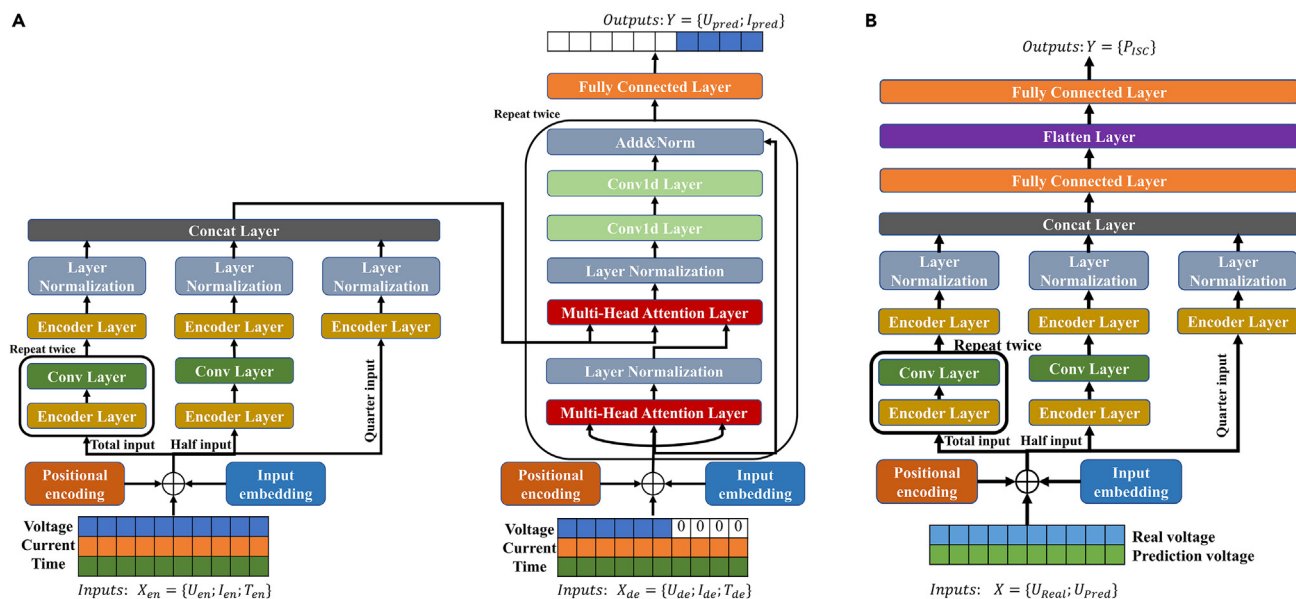 A
Outputs: Y = {U_pred; I_pred}
Fully Connected Layer
Repeat twice
Add&Norm
Conv1d Layer
Conv1d Layer
Layer Normalization
Multi-Head Attention Layer
Layer Normalization
Multi-Head Attention Layer
Concat Layer
Layer
Normalization
Layer
Normalization
Layer
Normalization
Encoder Layer
Encoder Layer
Encoder Layer
Repeat twice
Conv Layer
Conv Layer
Encoder Layer
Encoder Layer
Quarter input
Total input
Half input
Positional
encoding
Input
embedding
Voltage
Current
Time
Inputs: X_en = {U_en; I_en; T_en}
Positional
encoding
Input
embedding
Voltage 0 0 0 0
Current
Time
Inputs: X_de = {U_de; I_de; T_de}
B
Outputs: Y = {P_ISC}
Fully Connected Layer
Flatten Layer
Fully Connected Layer
Concat Layer
Layer
Normalization
Layer
Normalization
Layer
Normalization
Encoder Layer
Encoder Layer
Encoder Layer
Repeat twice
Conv Layer
Conv Layer
Encoder Layer
Encoder Layer
Quarter input
Total input
Half input
Positional
encoding
Input
embedding
Real voltage
Prediction voltage
Inputs: X = {U_Real; U_Pred}